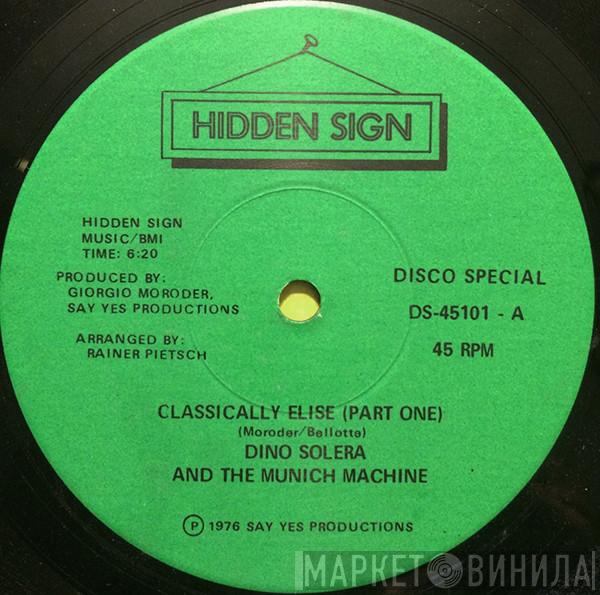 HIDDEN SIGN
HIDDEN SIGN
MUSIC/BMI
TIME: 6:20
PRODUCED BY:
GIORGIO MORODER,
SAY YES PRODUCTIONS
ARRANGED BY:
RAINER PIETSCH
DISCO SPECIAL
DS-45101 - A
45 RPM
CLASSICALLY ELISE (PART ONE)
(Moroder/Bellotte)
DINO SOLERA
AND THE MUNICH MACHINE
Ⓟ 1976 SAY YES PRODUCTIONS
МАРКЕТ ВИНИЛА